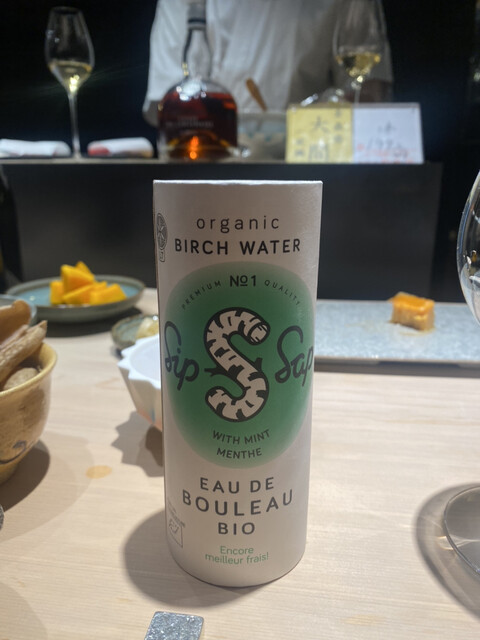 organic
BIRCH WATER
PREMIUM No1 QUALITY
Sip S Sap
WITH MINT
MENTHE
EAU DE
BOULEAU
BIO
Encore
meilleur frais!